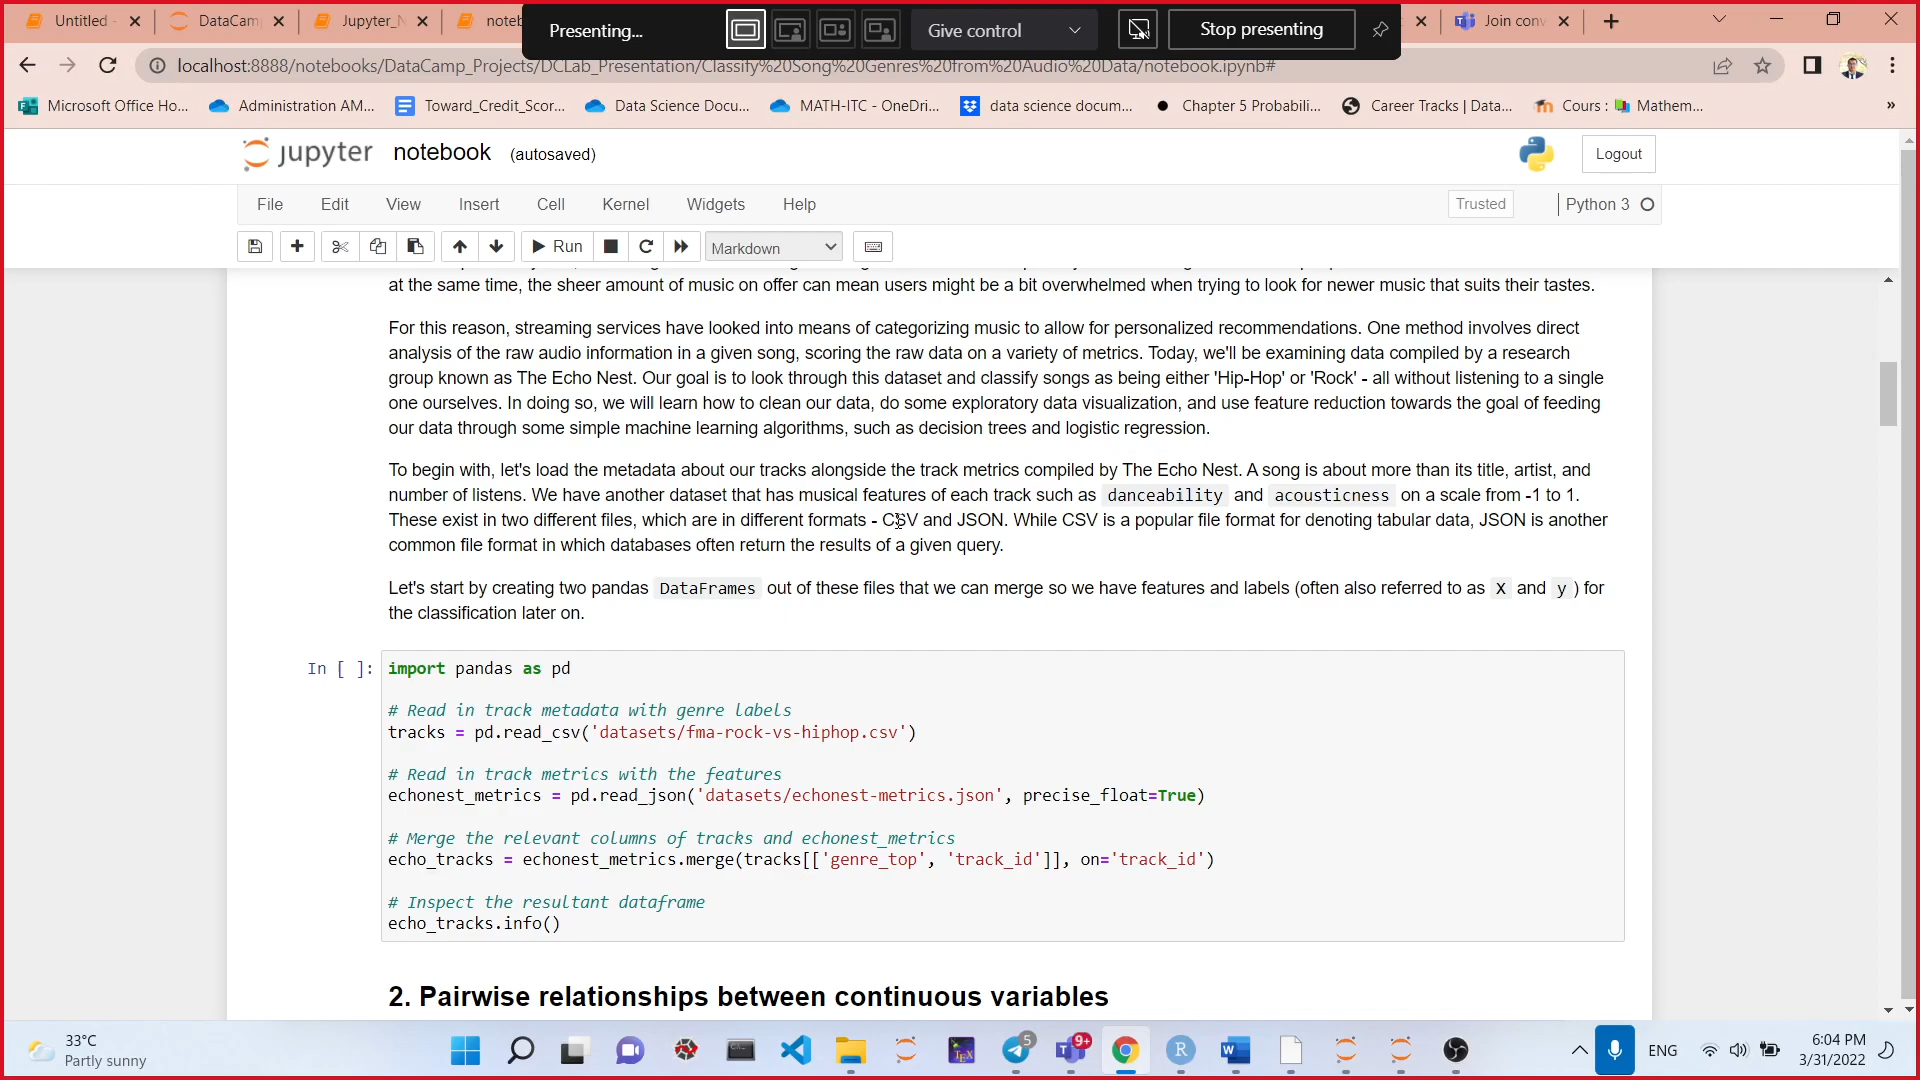 Untitled
DataCamp
Jupyter_N
noteb
Presenting...
Give control
Stop presenting
Join conv
localhost:8888/notebooks/DataCamp_Projects/DCLab_Presentation/Classify%20Song%20Genres%20from%20Audio%20Data/notebook.ipynb#
Microsoft Office Ho...
Administration AM...
Toward_Credit_Scor...
Data Science Docu...
MATH-ITC - OneDri...
data science docum...
Chapter 5 Probabili...
Career Tracks | Data...
Cours : Mathem...
»
jupyter notebook (autosaved)
Logout
File Edit View Insert Cell Kernel Widgets Help
Trusted
Python 3
Run
Markdown
at the same time, the sheer amount of music on offer can mean users might be a bit overwhelmed when trying to look for newer music that suits their tastes.
For this reason, streaming services have looked into means of categorizing music to allow for personalized recommendations. One method involves direct
analysis of the raw audio information in a given song, scoring the raw data on a variety of metrics. Today, we'll be examining data compiled by a research
group known as The Echo Nest. Our goal is to look through this dataset and classify songs as being either 'Hip-Hop' or 'Rock' - all without listening to a single
one ourselves. In doing so, we will learn how to clean our data, do some exploratory data visualization, and use feature reduction towards the goal of feeding
our data through some simple machine learning algorithms, such as decision trees and logistic regression.
To begin with, let's load the metadata about our tracks alongside the track metrics compiled by The Echo Nest. A song is about more than its title, artist, and
number of listens. We have another dataset that has musical features of each track such as danceability and acousticness on a scale from -1 to 1.
These exist in two different files, which are in different formats - CSV and JSON. While CSV is a popular file format for denoting tabular data, JSON is another
common file format in which databases often return the results of a given query.
Let's start by creating two pandas DataFrames out of these files that we can merge so we have features and labels (often also referred to as X and y ) for
the classification later on.
In [ ]: import pandas as pd
# Read in track metadata with genre labels
tracks = pd.read_csv('datasets/fma-rock-vs-hiphop.csv')
# Read in track metrics with the features
echonest_metrics = pd.read_json('datasets/echonest-metrics.json', precise_float=True)
# Merge the relevant columns of tracks and echonest_metrics
echo_tracks = echonest_metrics.merge(tracks[['genre_top', 'track_id']], on='track_id')
# Inspect the resultant dataframe
echo_tracks.info()
2. Pairwise relationships between continuous variables
33°C
Partly sunny
5
9+
ENG
6:04 PM
3/31/2022